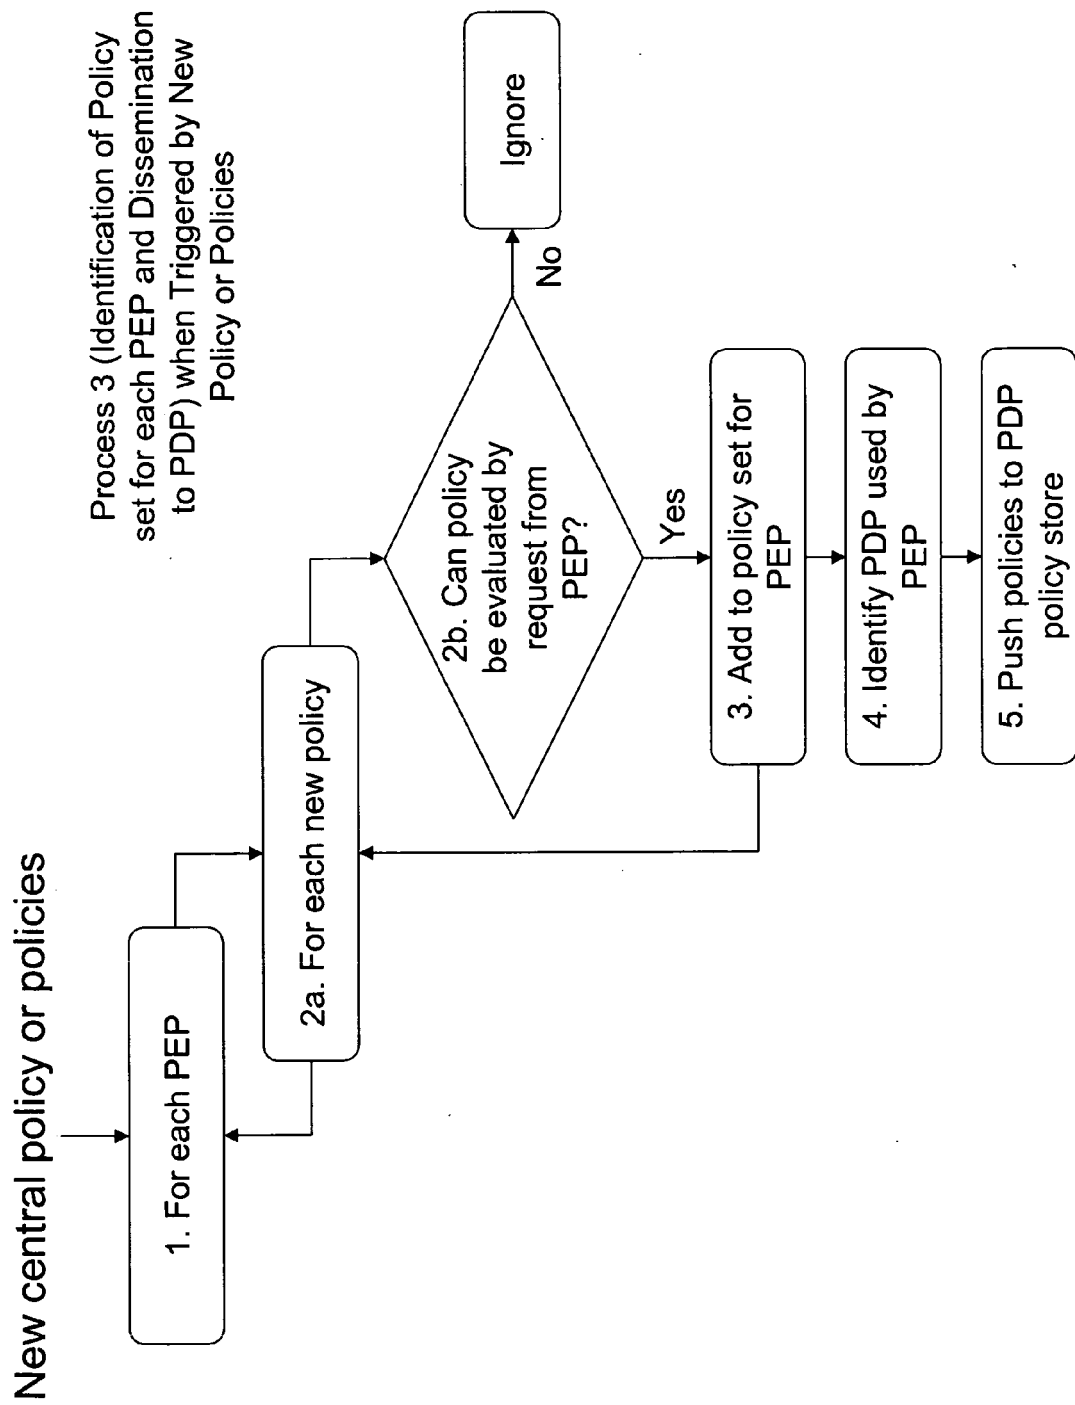 New central policy or policies
Process 3 (Identification of Policy
set for each PEP and Dissemination
to PDP) when Triggered by New
Policy or Policies
1. For each PEP
2a. For each new policy
2b. Can policy
be evaluated by
request from
PEP?
No
Ignore
Yes
3. Add to policy set for
PEP
4. Identify PDP used by
PEP
5. Push policies to PDP
policy store